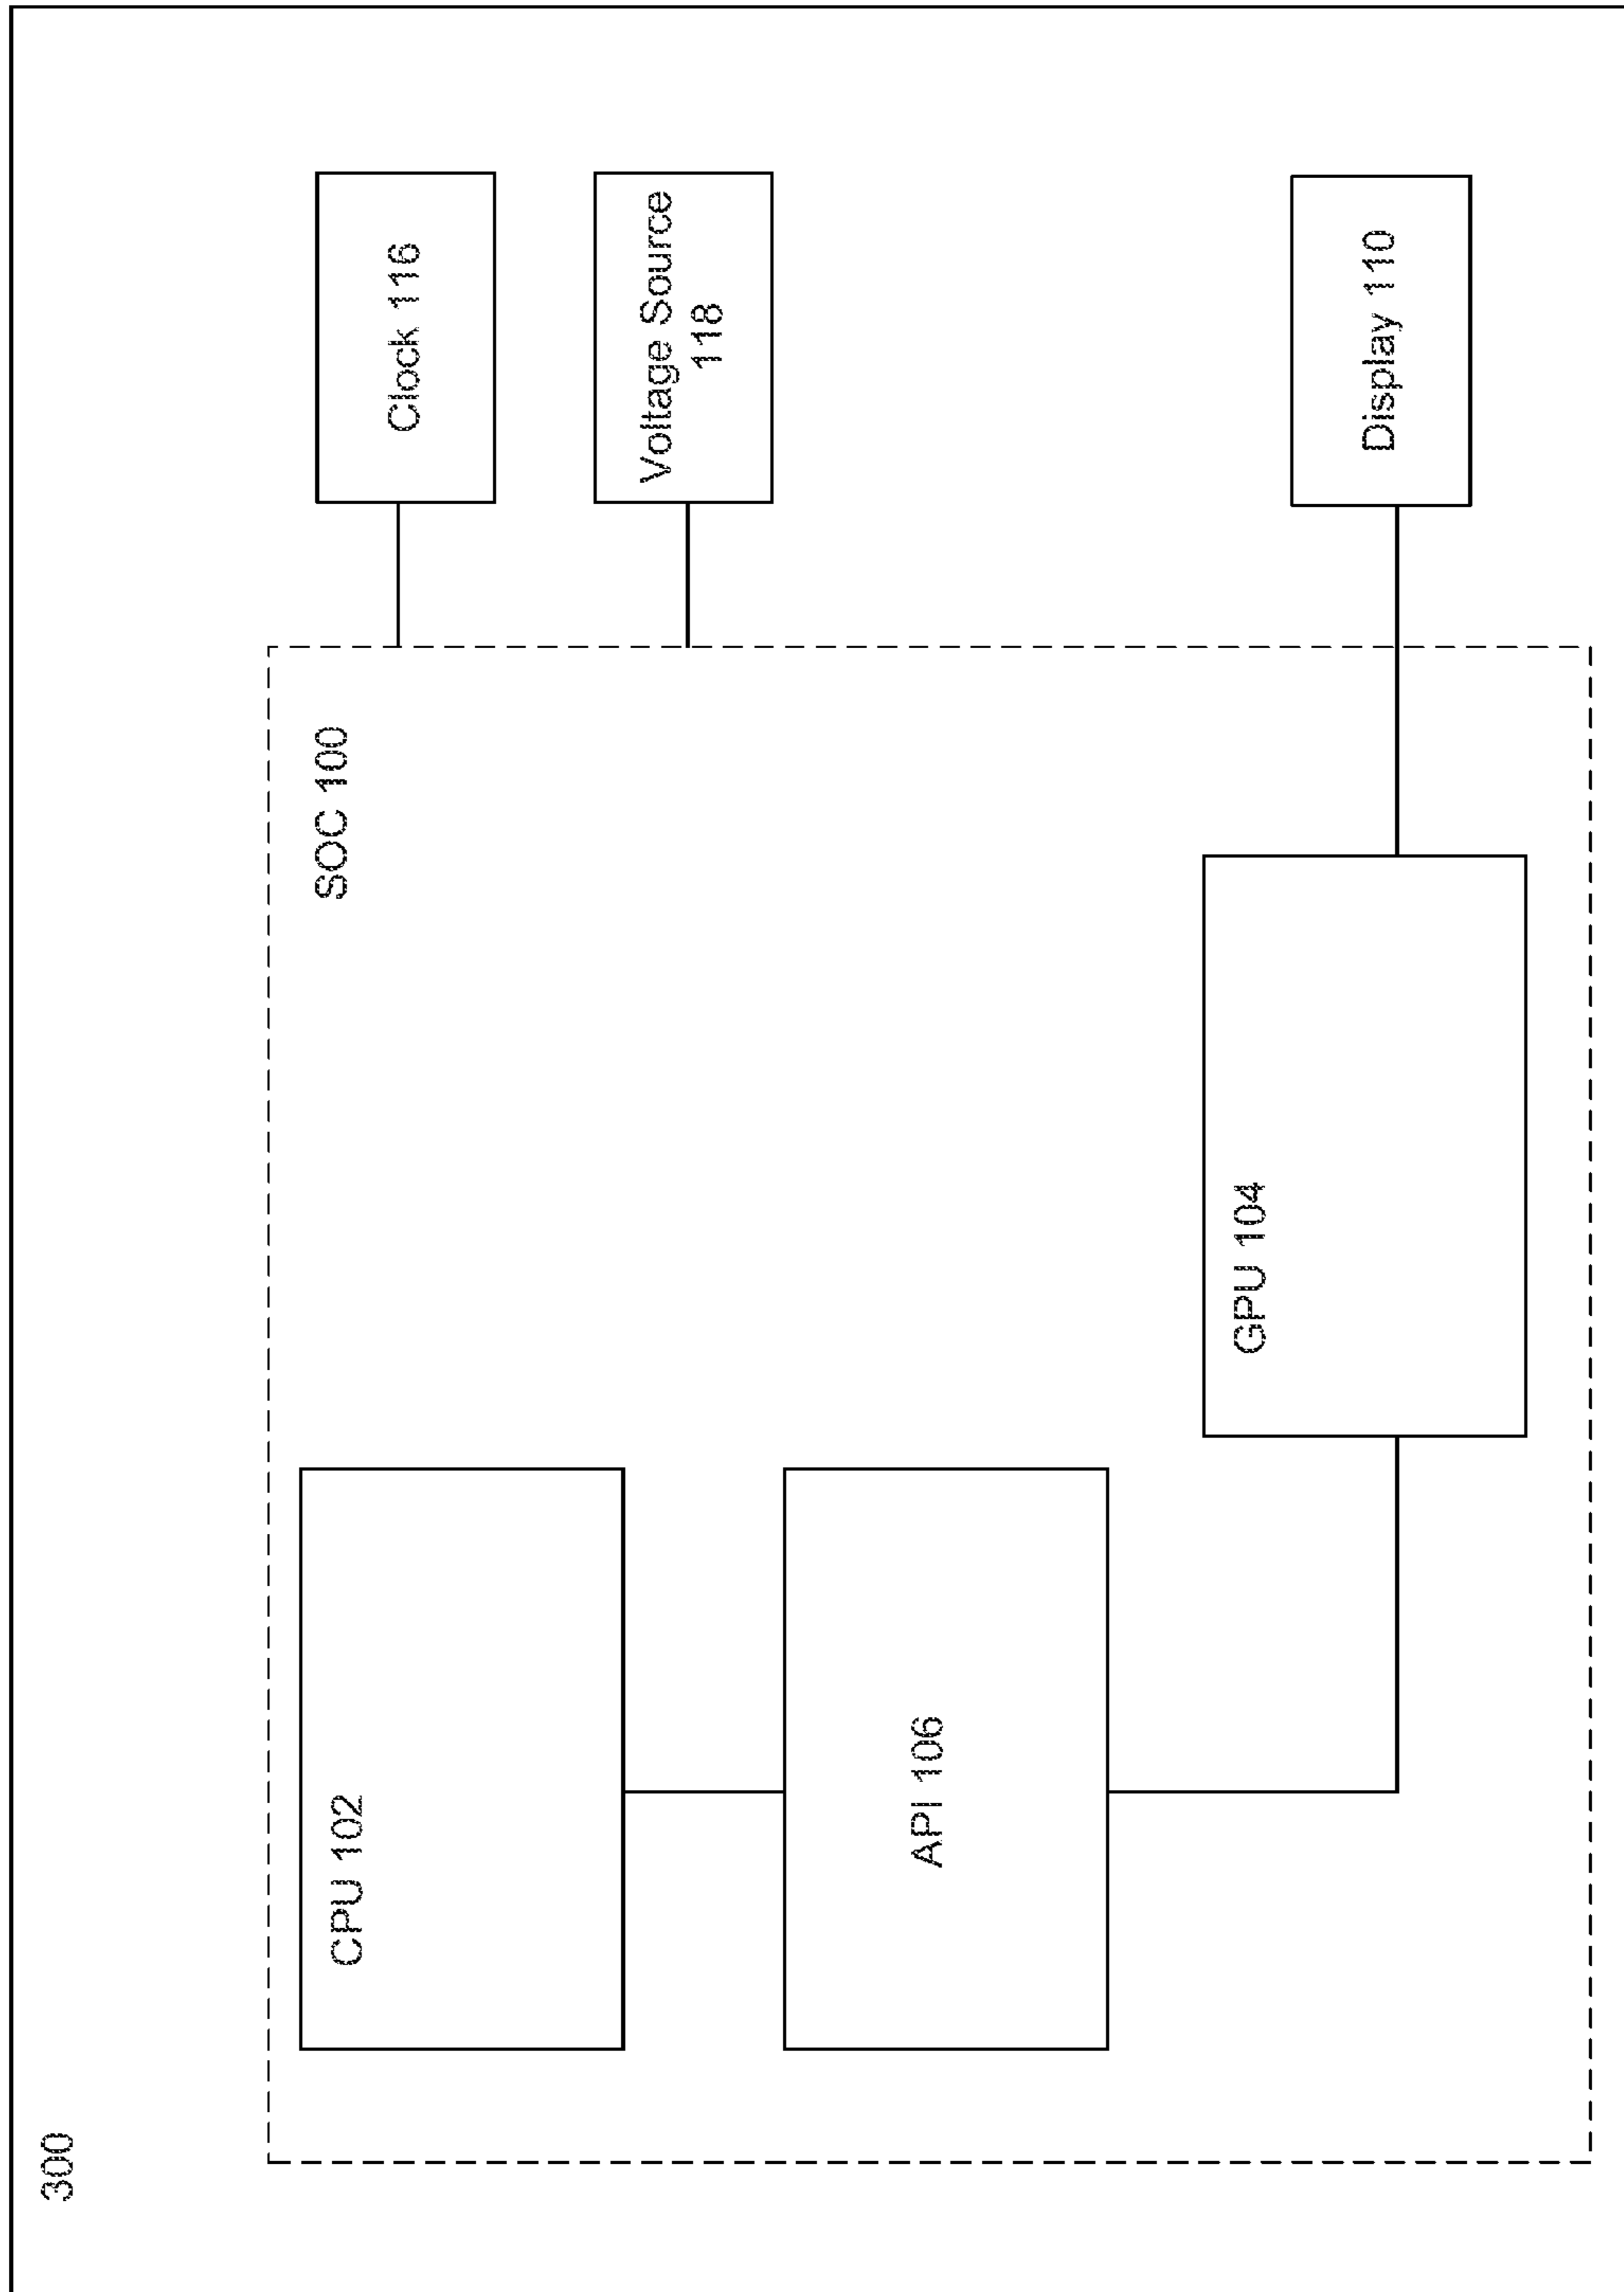 300
CPU 102
SOC 100
Clock 116
Voltage Source
118
API 106
GPU 104
Display 110